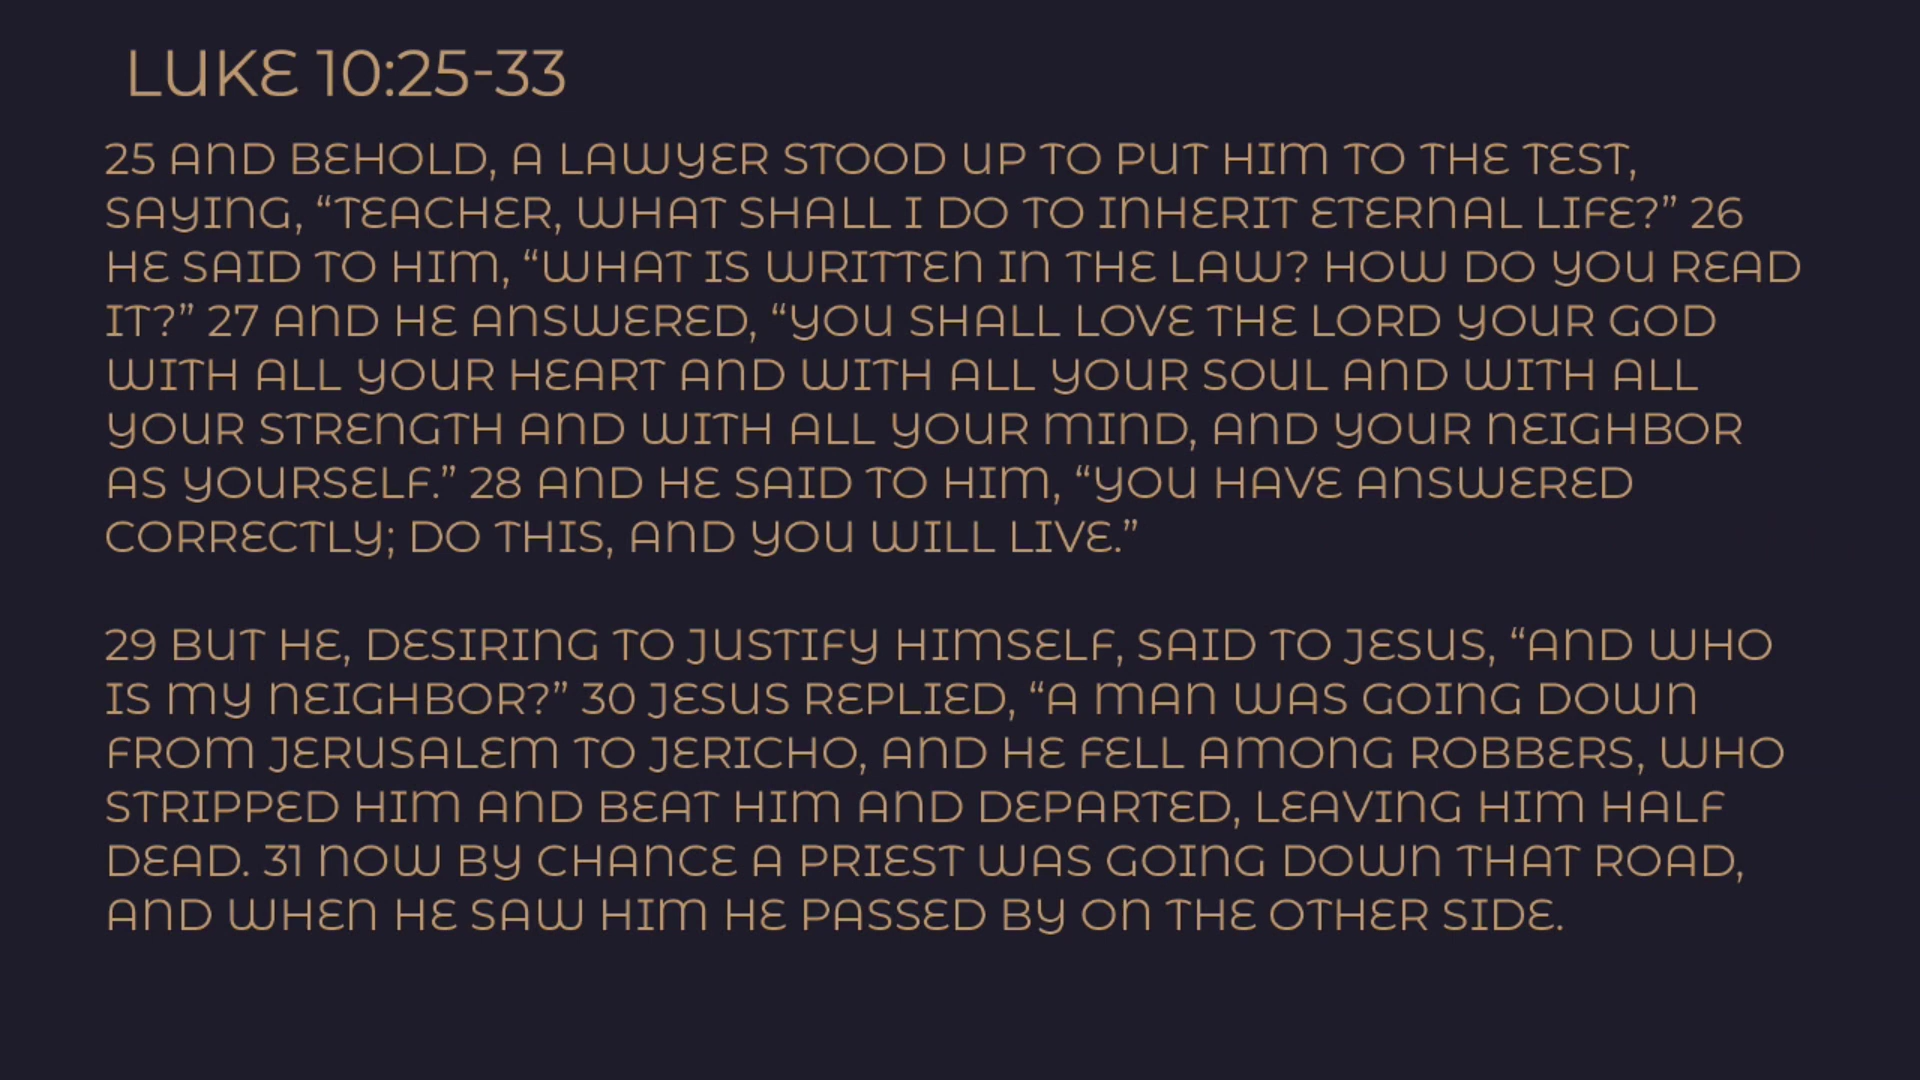 LUKE 10:25-33
25 AND BEHOLD, A LAWYER STOOD UP TO PUT HIM TO THE TEST,
SAYING, “TEACHER, WHAT SHALL I DO TO INHERIT ETERNAL LIFE?” 26
HE SAID TO HIM, “WHAT IS WRITTEN IN THE LAW? HOW DO YOU READ
IT?” 27 AND HE ANSWERED, “YOU SHALL LOVE THE LORD YOUR GOD
WITH ALL YOUR HEART AND WITH ALL YOUR SOUL AND WITH ALL
YOUR STRENGTH AND WITH ALL YOUR MIND, AND YOUR NEIGHBOR
AS YOURSELF.” 28 AND HE SAID TO HIM, “YOU HAVE ANSWERED
CORRECTLY; DO THIS, AND YOU WILL LIVE.”
29 BUT HE, DESIRING TO JUSTIFY HIMSELF, SAID TO JESUS, “AND WHO
IS MY NEIGHBOR?” 30 JESUS REPLIED, “A MAN WAS GOING DOWN
FROM JERUSALEM TO JERICHO, AND HE FELL AMONG ROBBERS, WHO
STRIPPED HIM AND BEAT HIM AND DEPARTED, LEAVING HIM HALF
DEAD. 31 NOW BY CHANCE A PRIEST WAS GOING DOWN THAT ROAD,
AND WHEN HE SAW HIM HE PASSED BY ON THE OTHER SIDE.